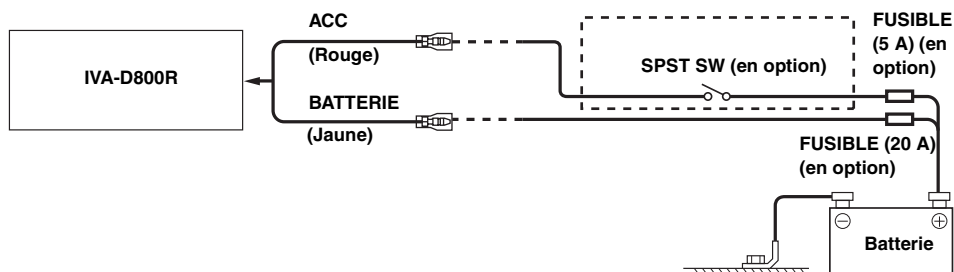 IVA-D800R
ACC
(Rouge)
BATTERIE
(Jaune)
SPST SW (en option)
FUSIBLE
(5 A) (en
option)
FUSIBLE (20 A)
(en option)
Batterie